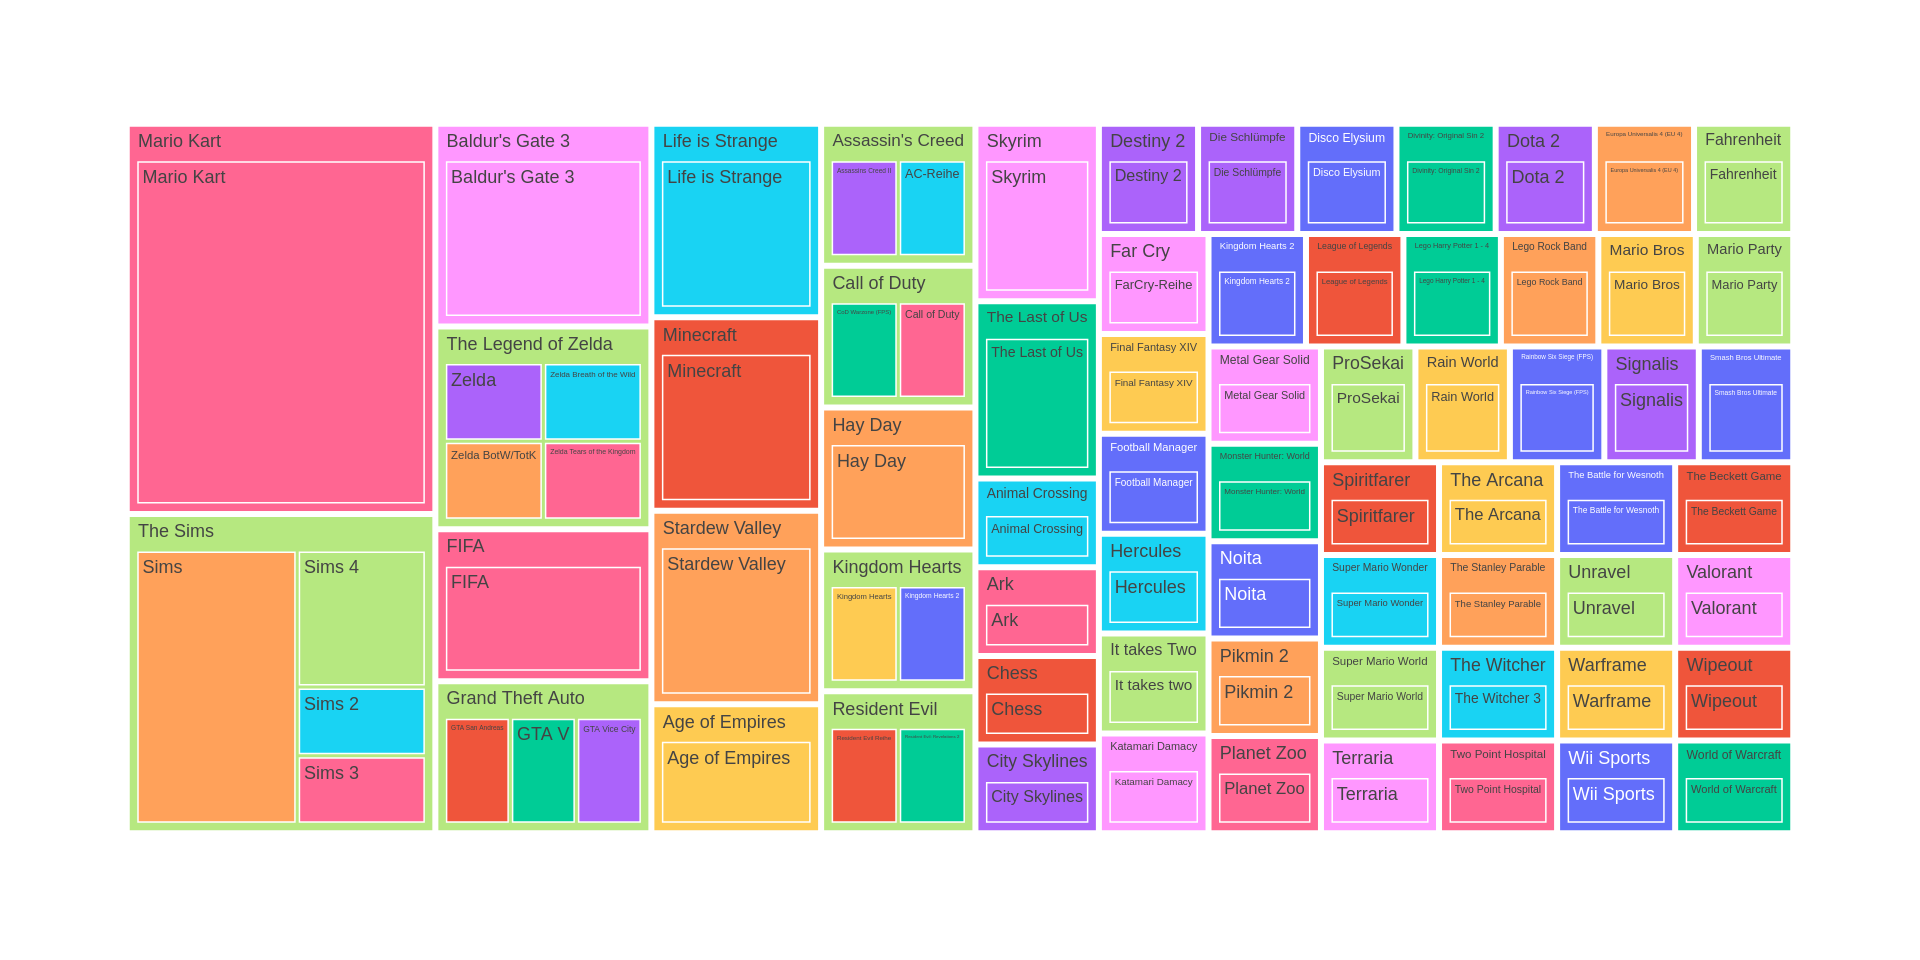 Mario Kart
Mario Kart
The Sims
Sims
Sims 4
Sims 2
Sims 3
Baldur's Gate 3
Baldur's Gate 3
The Legend of Zelda
Zelda
Zelda Breath of the Wild
Zelda BotW/TotK
Zelda Tears of the Kingdom
FIFA
FIFA
Grand Theft Auto
GTA San Andreas
GTA V
GTA Vice City
Life is Strange
Life is Strange
Minecraft
Minecraft
Stardew Valley
Stardew Valley
Age of Empires
Age of Empires
Assassin's Creed
Assassins Creed II
AC-Reihe
Call of Duty
CoD Warzone (FPS)
Call of Duty
Hay Day
Hay Day
Kingdom Hearts
Kingdom Hearts
Kingdom Hearts 2
Resident Evil
Resident Evil Reihe
Skyrim
Skyrim
The Last of Us
The Last of Us
Animal Crossing
Animal Crossing
Ark
Ark
Chess
Chess
City Skylines
City Skylines
Destiny 2
Destiny 2
Die Schlümpfe
Die Schlümpfe
Disco Elysium
Disco Elysium
Divinity: Original Sin 2
Divinity: Original Sin 2
Dota 2
Dota 2
Europa Universalis 4 (EU 4)
Europa Universalis 4 (EU 4)
Fahrenheit
Fahrenheit
Far Cry
FarCry-Reihe
Final Fantasy XIV
Final Fantasy XIV
Football Manager
Football Manager
Hercules
Hercules
It takes Two
It takes two
Katamari Damacy
Katamari Damacy
Kingdom Hearts 2
Kingdom Hearts 2
League of Legends
League of Legends
Lego Harry Potter 1 - 4
Lego Harry Potter 1 - 4
Lego Rock Band
Lego Rock Band
Mario Bros
Mario Bros
Mario Party
Mario Party
Metal Gear Solid
Metal Gear Solid
Monster Hunter: World
Monster Hunter: World
Noita
Noita
Pikmin 2
Pikmin 2
Planet Zoo
Planet Zoo
ProSekai
ProSekai
Rain World
Rain World
Rainbow Six Siege (FPS)
Rainbow Six Siege (FPS)
Signalis
Signalis
Smash Bros Ultimate
Smash Bros Ultimate
Spiritfarer
Spiritfarer
The Arcana
The Arcana
The Battle for Wesnoth
The Battle for Wesnoth
The Beckett Game
The Beckett Game
Super Mario Wonder
Super Mario Wonder
The Stanley Parable
The Stanley Parable
Unravel
Unravel
Valorant
Valorant
Super Mario World
Super Mario World
The Witcher
The Witcher 3
Warframe
Warframe
Wipeout
Wipeout
Terraria
Terraria
Two Point Hospital
Two Point Hospital
Wii Sports
Wii Sports
World of Warcraft
World of Warcraft